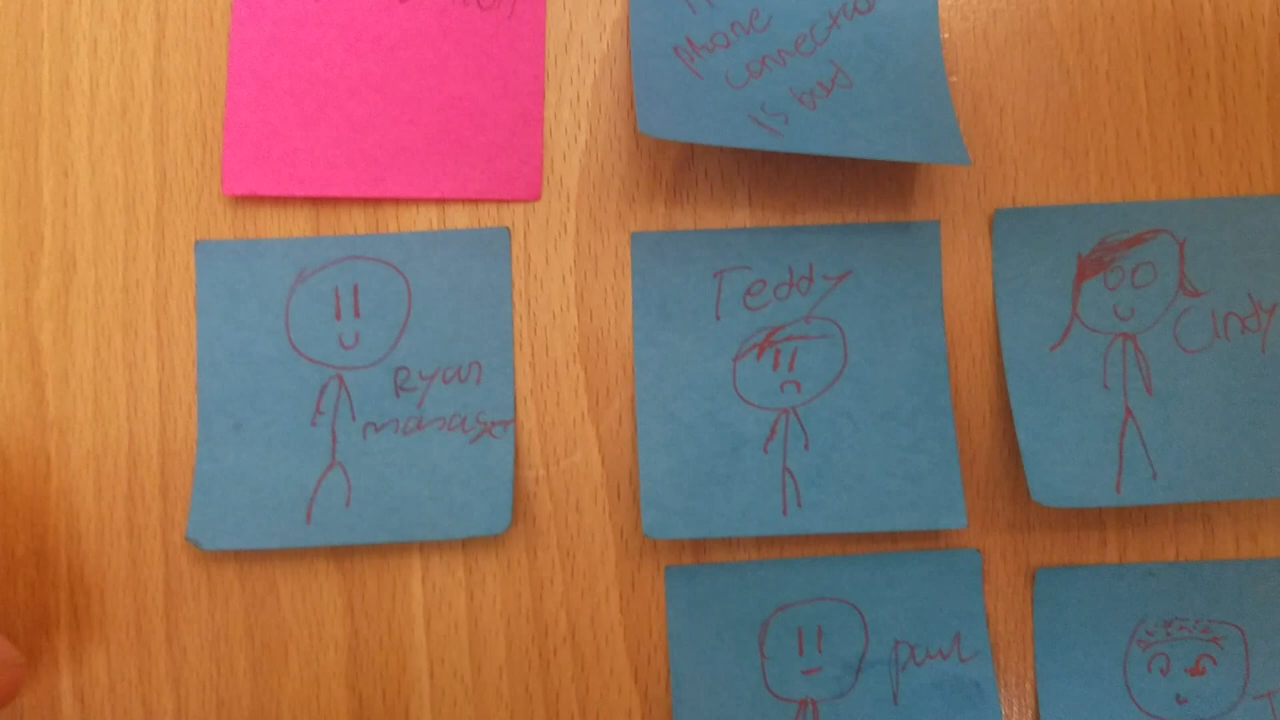 phone
connection
is bad
Teddy
Cindy
Ryan
manager
paul